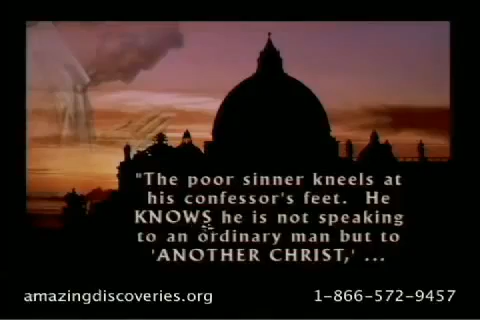 "The poor sinner kneels at
his confessor's feet. He
KNOWS he is not speaking
to an ordinary man but to
'ANOTHER CHRIST,' ...
amazingdiscoveries.org 1-866-572-9457